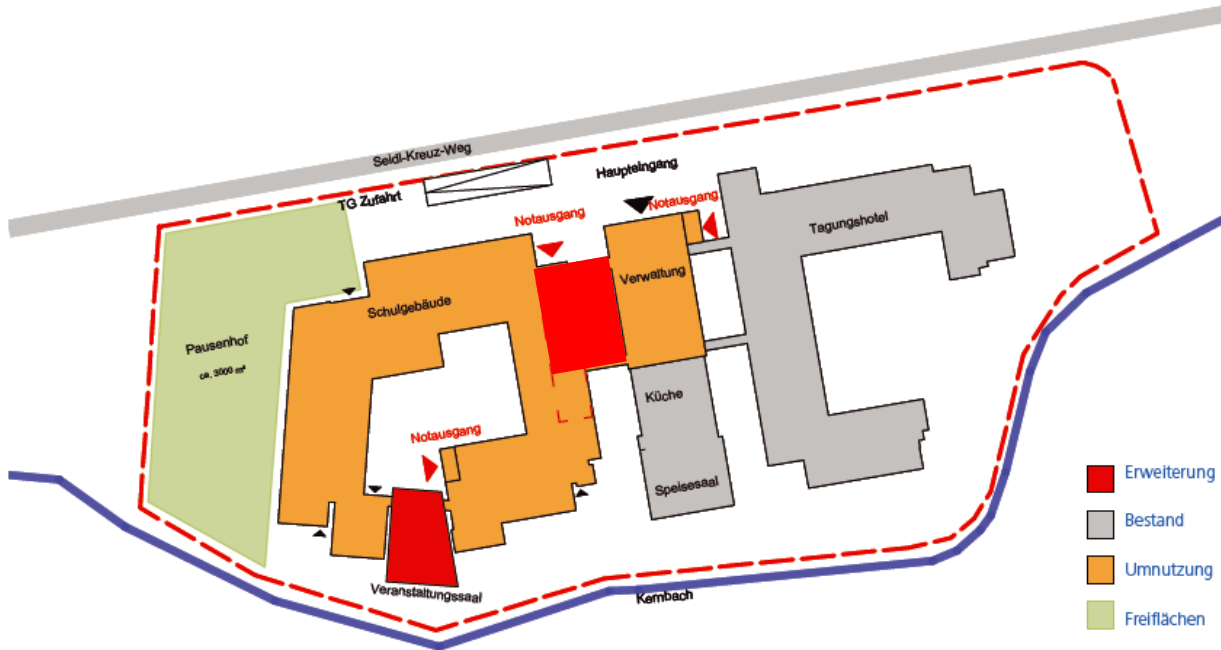 Seidl-Kreuz-Weg
Haupteingang
TG Zufahrt
Notausgang
Notausgang
Tagungshotel
Verwaltung
Schulgebäude
Pausenhof
ca. 3000 m²
Küche
Notausgang
Speisesaal
Veranstaltungssaal
Kernbach
Erweiterung
Bestand
Umnutzung
Freiflächen